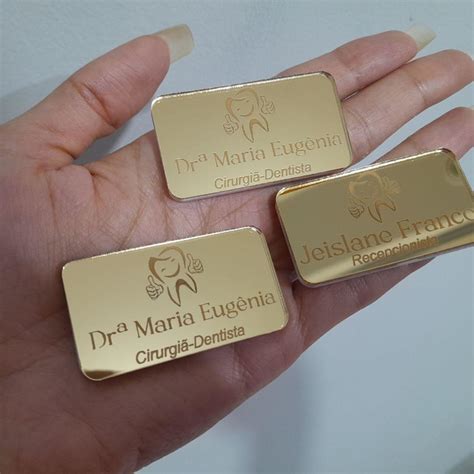 Drª Maria Eugênia
Cirurgiã-Dentista
Jeislane Franco
Recepcionista
Drª Maria Eugênia
Cirurgiã-Dentista